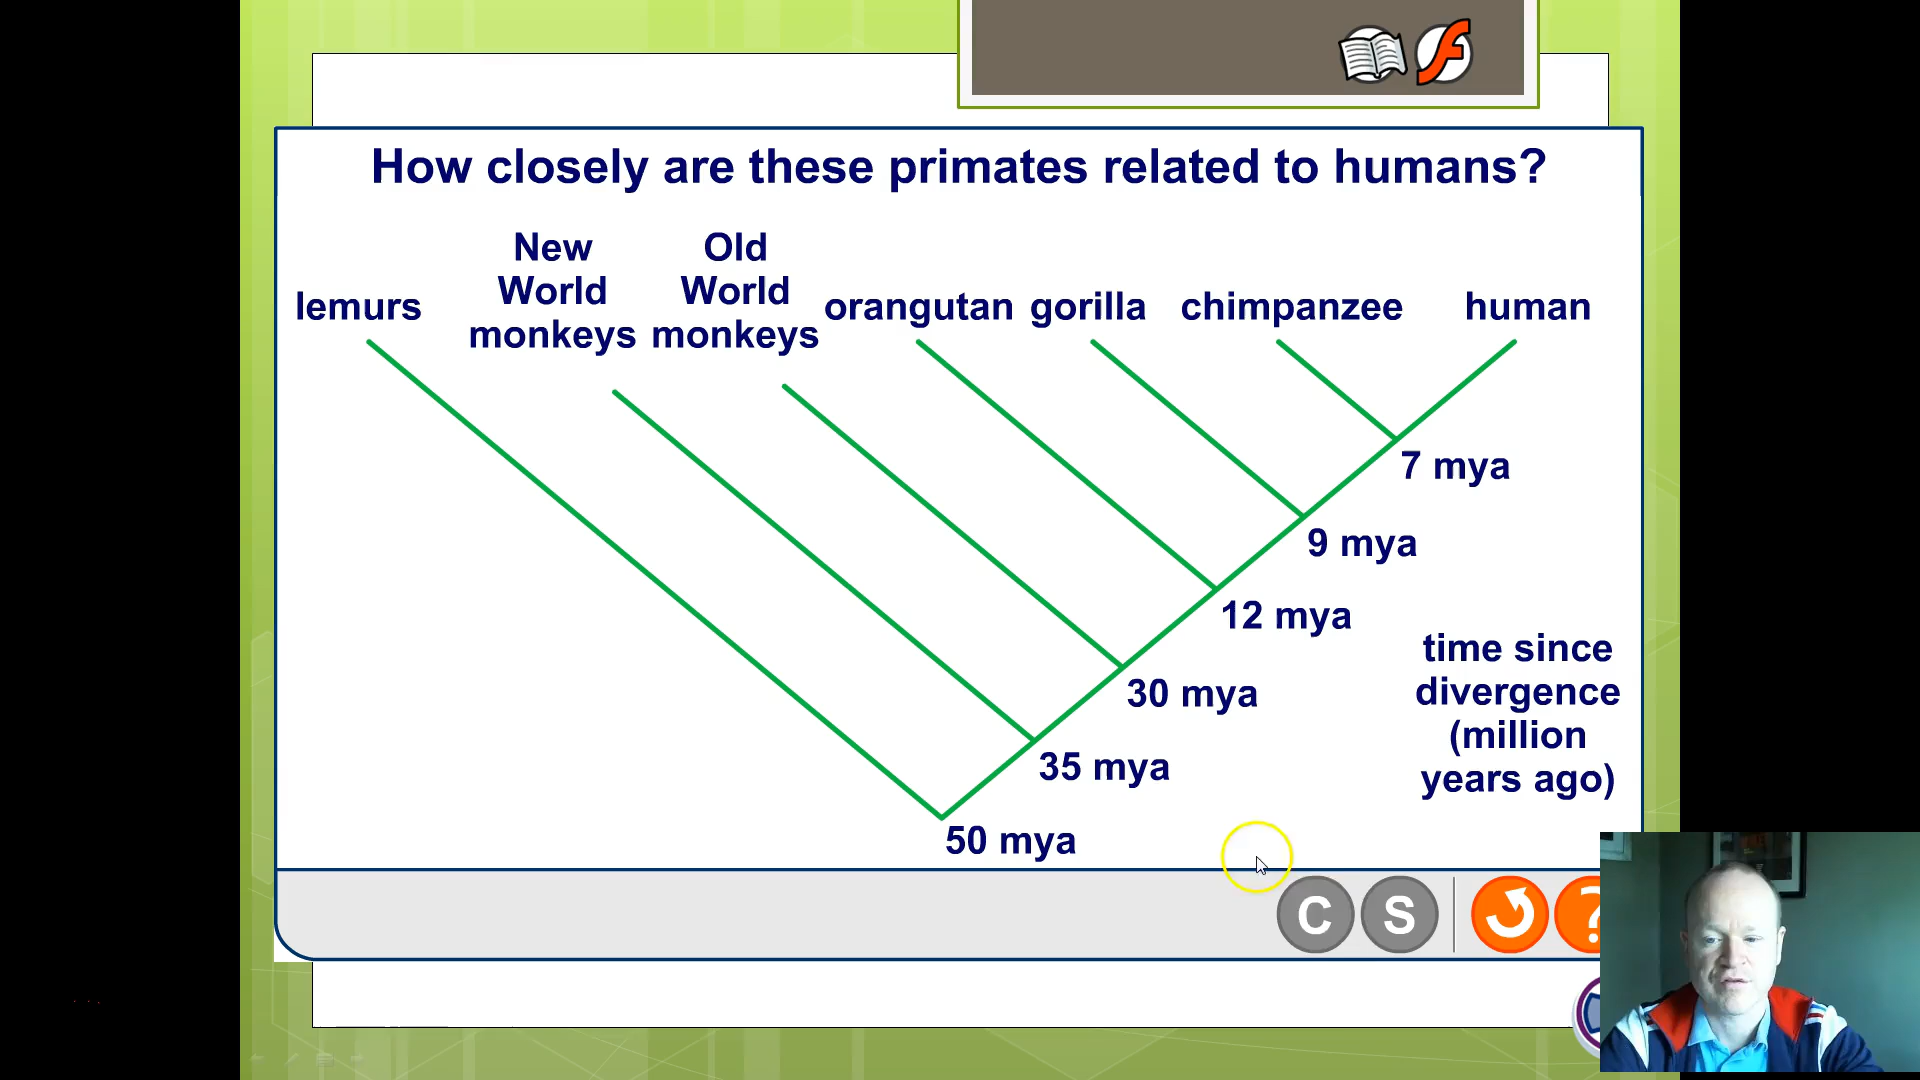 How closely are these primates related to humans?
lemurs
New
World
monkeys
Old
World
monkeys
orangutan
gorilla
chimpanzee
human
7 mya
9 mya
12 mya
30 mya
35 mya
50 mya
time since
divergence
(million
years ago)
C
S
?